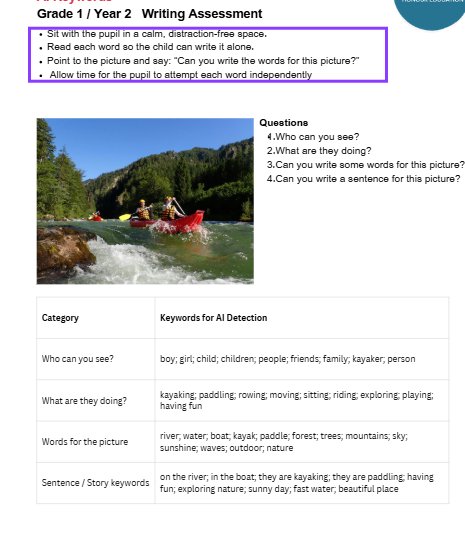 Grade 1 / Year 2 Writing Assessment
• Sit with the pupil in a calm, distraction-free space.
• Read each word so the child can write it alone.
• Point to the picture and say: “Can you write the words for this picture?”
• Allow time for the pupil to attempt each word independently
Questions
1.Who can you see?
2.What are they doing?
3.Can you write some words for this picture?
4.Can you write a sentence for this picture?
Category
Keywords for AI Detection
Who can you see?
boy; girl; child; children; people; friends; family; kayaker; person
What are they doing?
kayaking; paddling; rowing; moving; sitting; riding; exploring; playing;
having fun
Words for the picture
river; water; boat; kayak; paddle; forest; trees; mountains; sky;
sunshine; waves; outdoor; nature
Sentence / Story keywords
on the river; in the boat; they are kayaking; they are paddling; having
fun; exploring nature; sunny day; fast water; beautiful place